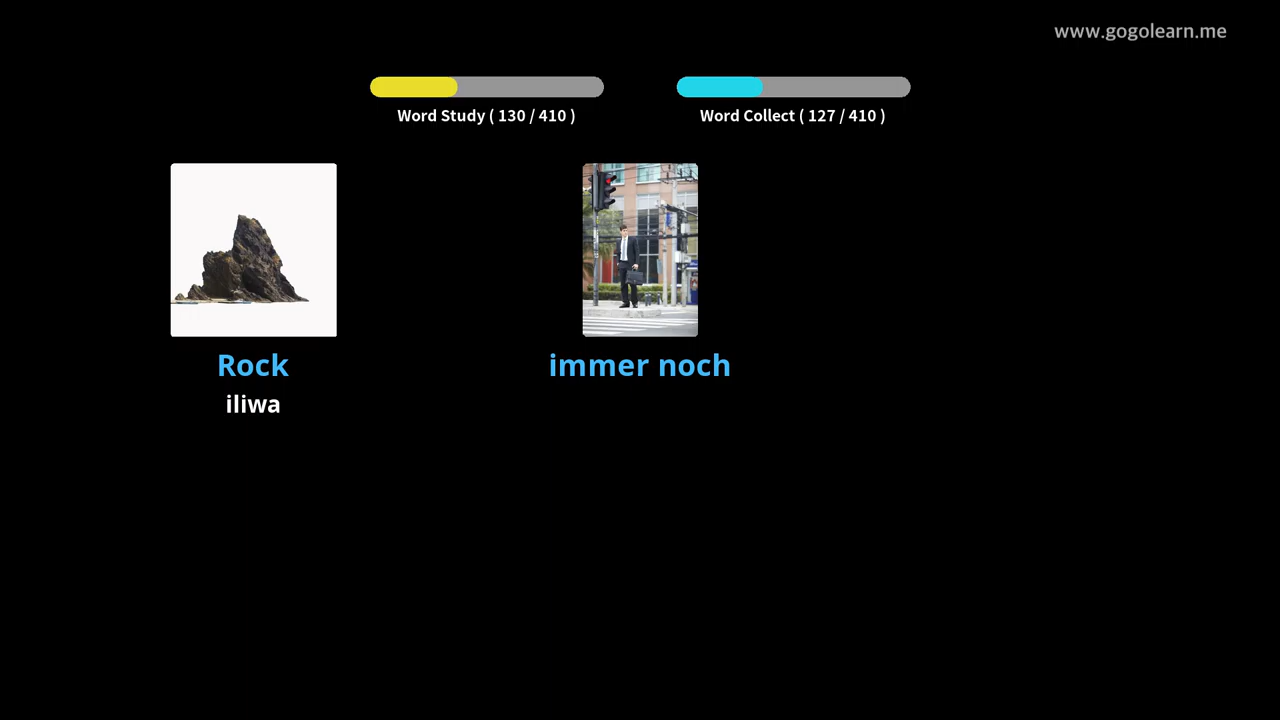 www.gogolearn.me
Word Study ( 130 / 410 )
Word Collect ( 127 / 410 )
Rock
iliwa
immer noch